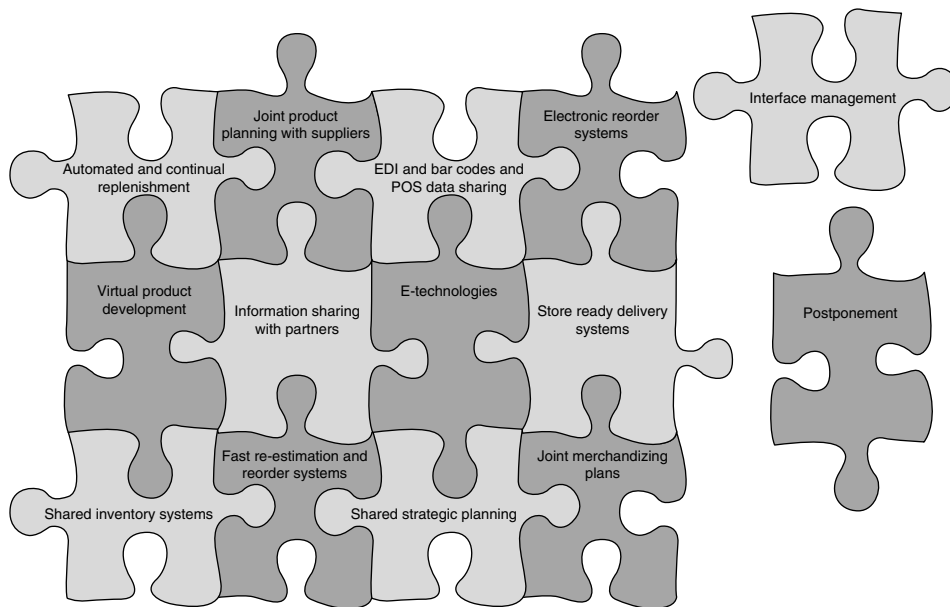 Joint product
planning with suppliers
Electronic reorder
systems
Interface management
Automated and continual
replenishment
EDI and bar codes and
POS data sharing
Virtual product
development
Information sharing
with partners
E-technologies
Store ready delivery
systems
Postponement
Fast re-estimation and
reorder systems
Joint merchandizing
plans
Shared inventory systems
Shared strategic planning